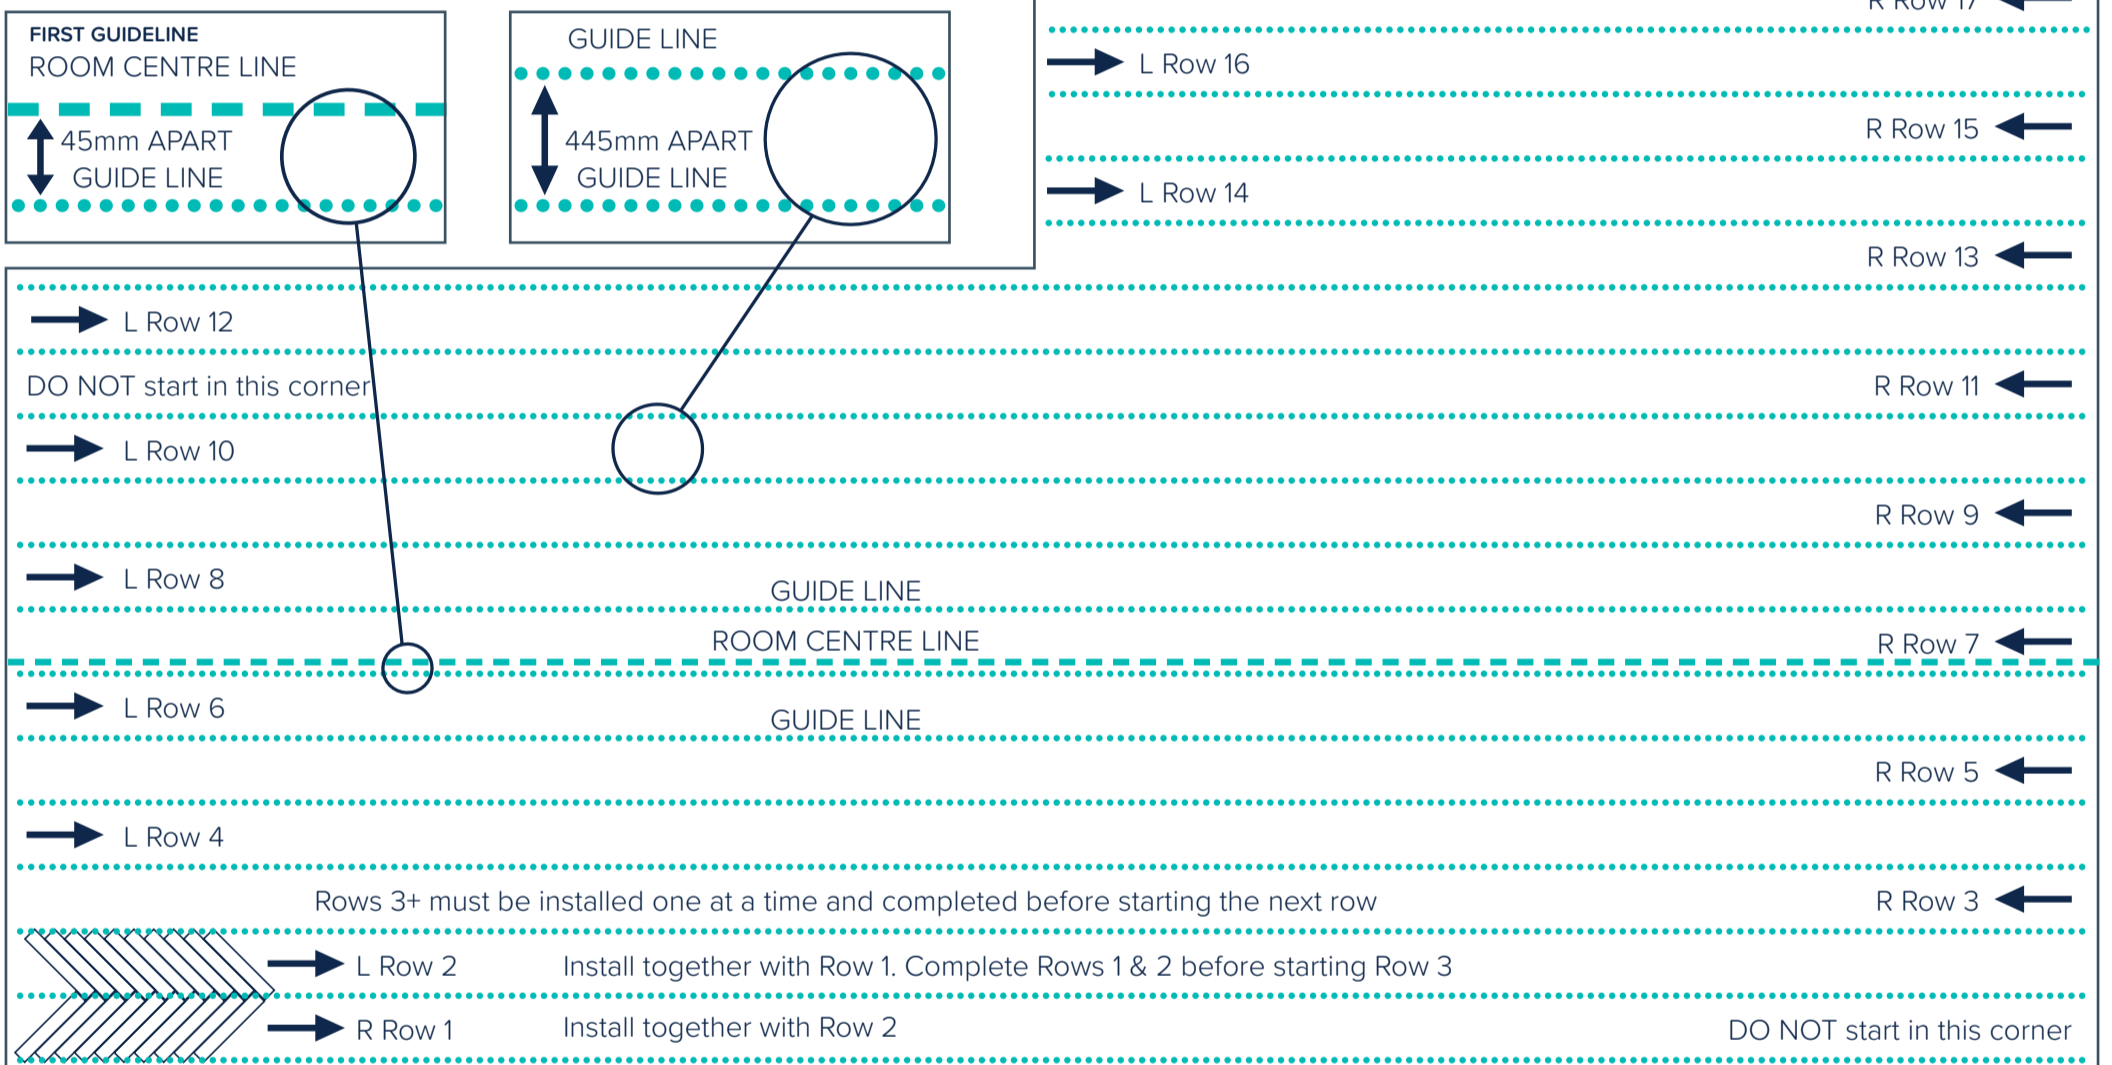 FIRST GUIDELINE
ROOM CENTRE LINE
45mm APART
GUIDE LINE
GUIDE LINE
445mm APART
GUIDE LINE
R Row 17
L Row 16
R Row 15
L Row 14
R Row 13
L Row 12
DO NOT start in this corner
R Row 11
L Row 10
R Row 9
L Row 8
GUIDE LINE
ROOM CENTRE LINE
R Row 7
L Row 6
GUIDE LINE
R Row 5
L Row 4
Rows 3+ must be installed one at a time and completed before starting the next row
R Row 3
L Row 2
Install together with Row 1. Complete Rows 1 & 2 before starting Row 3
R Row 1
Install together with Row 2
DO NOT start in this corner